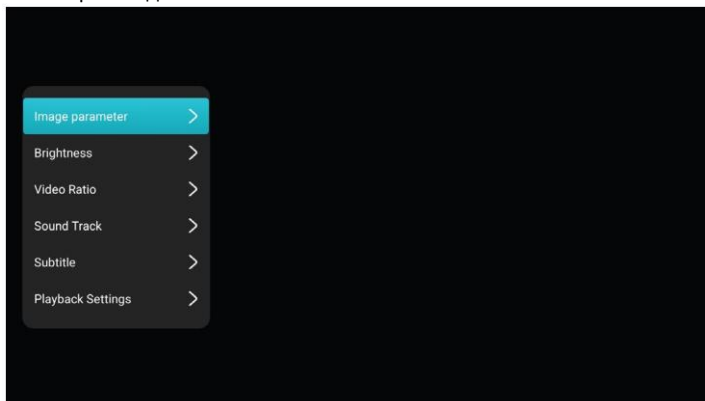 Image parameter
Brightness
Video Ratio
Sound Track
Subtitle
Playback Settings